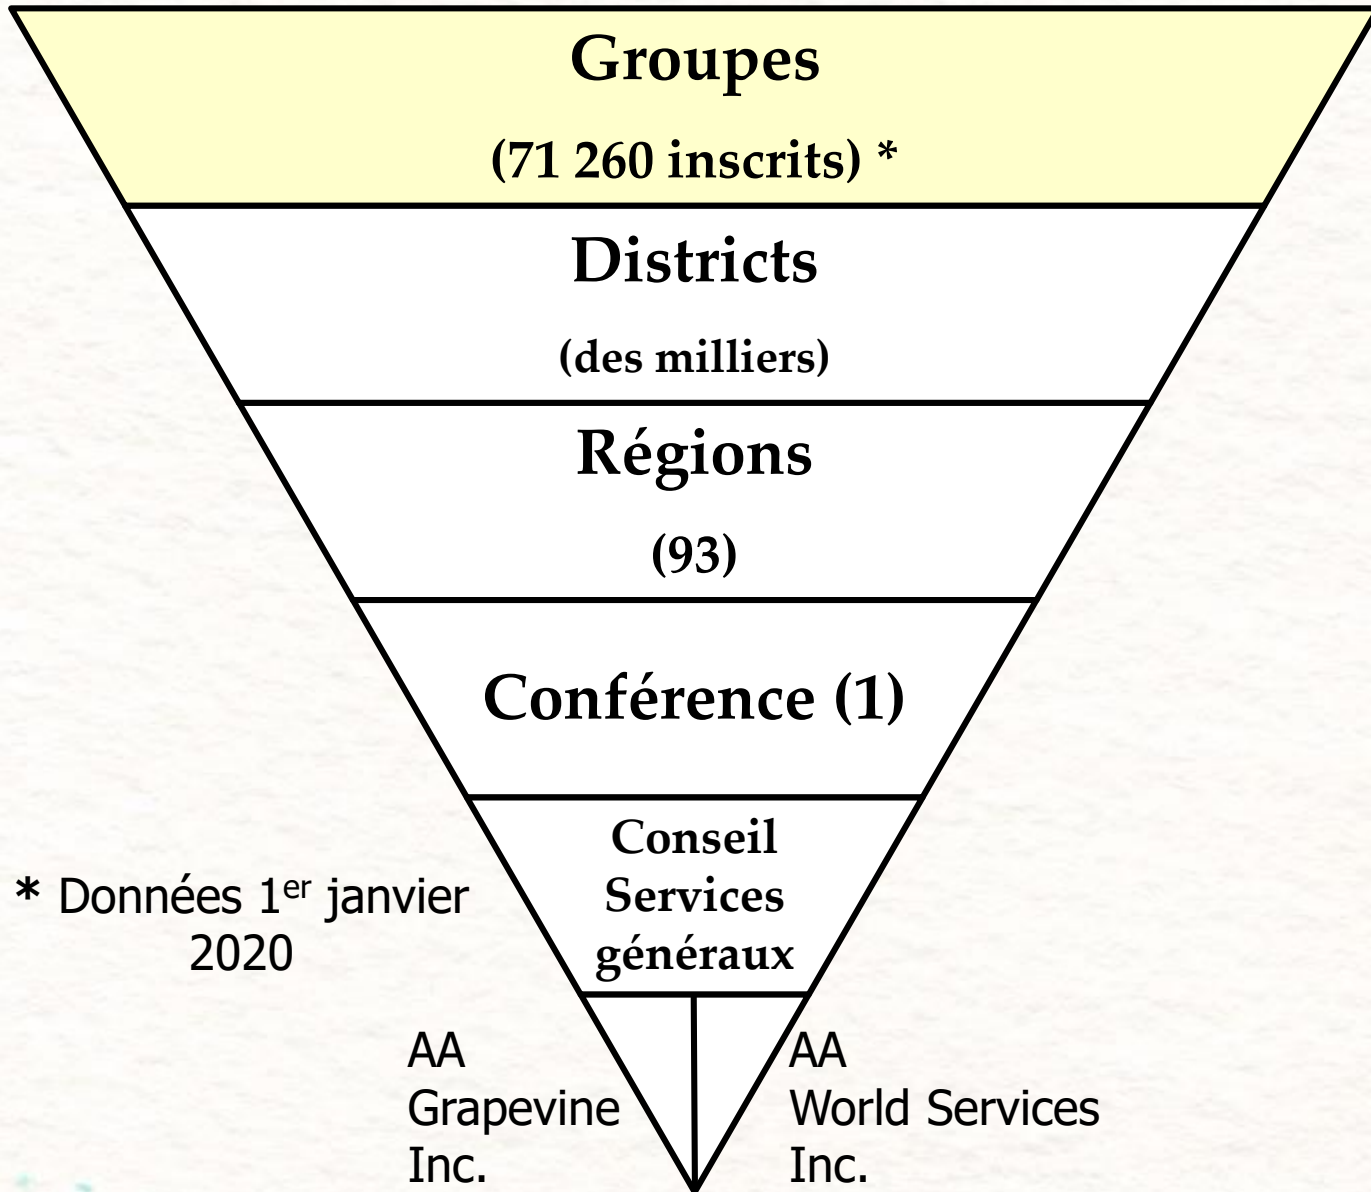 Groupes
(71 260 inscrits) *
Districts
(des milliers)
Régions
(93)
Conférence (1)
Conseil
Services
généraux
* Données 1er janvier
2020
AA
Grapevine
Inc.
AA
World Services
Inc.